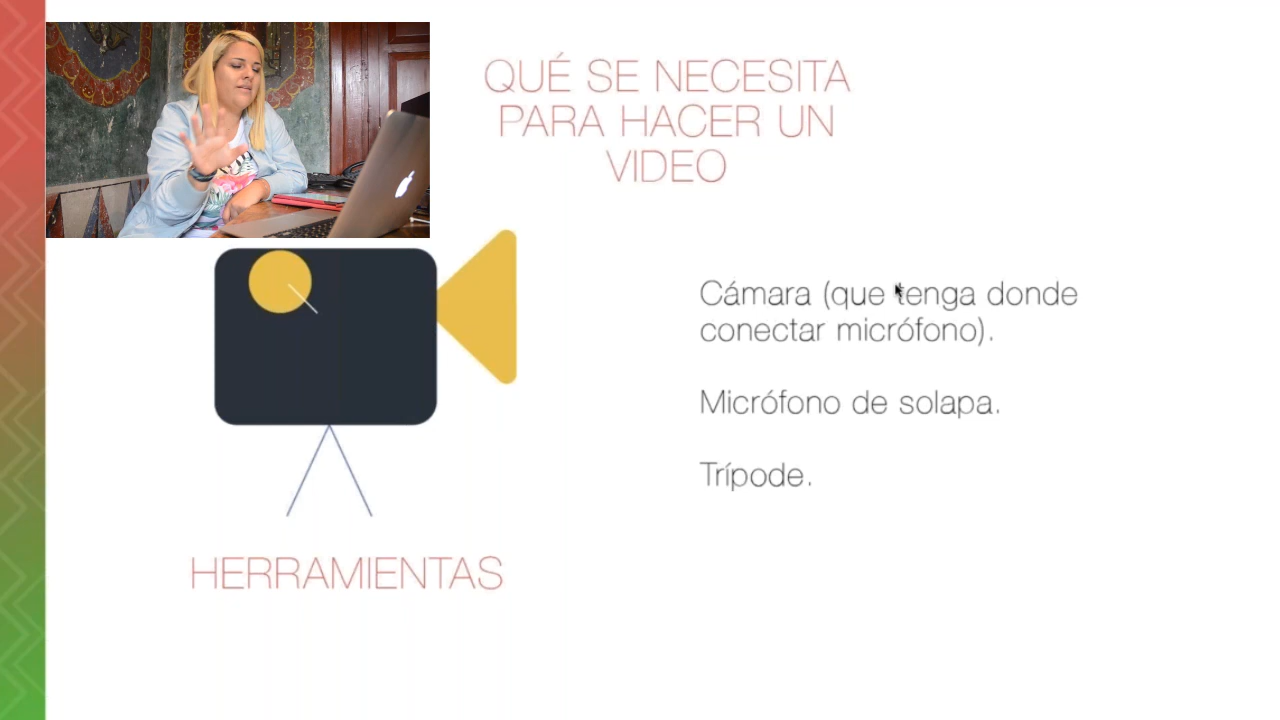 QUÉ SE NECESITA
PARA HACER UN
VIDEO
Cámara (que tenga donde
conectar micrófono).
Micrófono de solapa.
Trípode.
HERRAMIENTAS